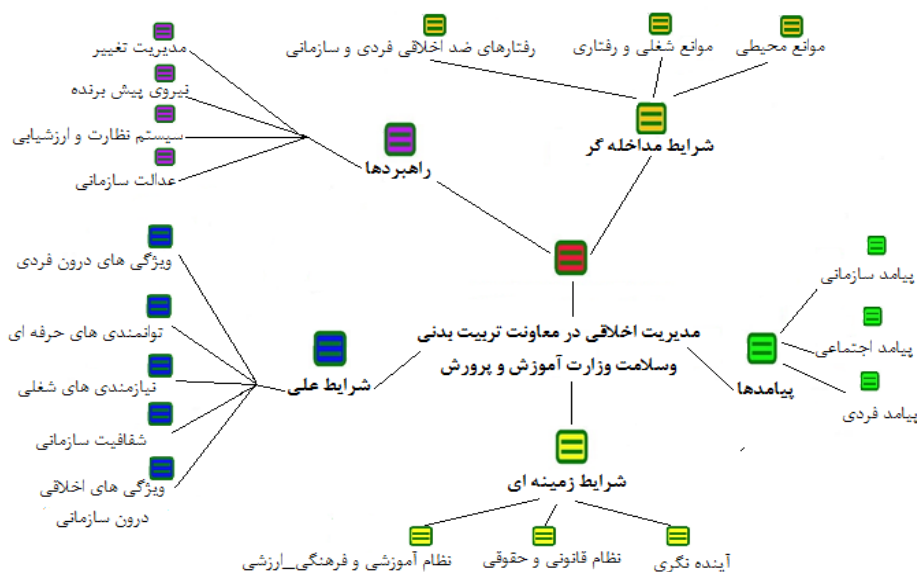 رفتارهای ضد اخلاقی فردی و سازمانی
موانع شغلی و رفتاری
موانع محیطی
شرایط مداخله گر
مدیریت تغییر
نیروی پیش برنده
سیستم نظارت و ارزشیابی
عدالت سازمانی
راهبردها
ویژگی های درون فردی
توانمندی های حرفه ای
نیازمندی های شغلی
شفافیت سازمانی
ویژگی های اخلاقی
درون سازمانی
شرایط علی
مدیریت اخلاقی در معاونت تربیت بدنی
وسلامت وزارت آموزش و پرورش
پیامد سازمانی
پیامد اجتماعی
پیامد فردی
پیامدها
شرایط زمینه ای
آینده نگری
نظام قانونی و حقوقی
نظام آموزشی و فرهنگی_ارزشی